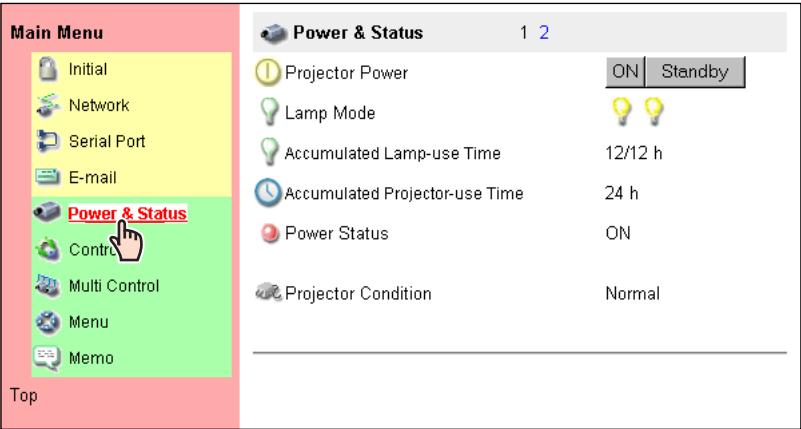 Main Menu
Initial
Network
Serial Port
E-mail
Power & Status
Contro
Multi Control
Menu
Memo
Top
Power & Status 1 2
Projector Power ON Standby
Lamp Mode
Accumulated Lamp-use Time 12/12 h
Accumulated Projector-use Time 24 h
Power Status ON
Projector Condition Normal